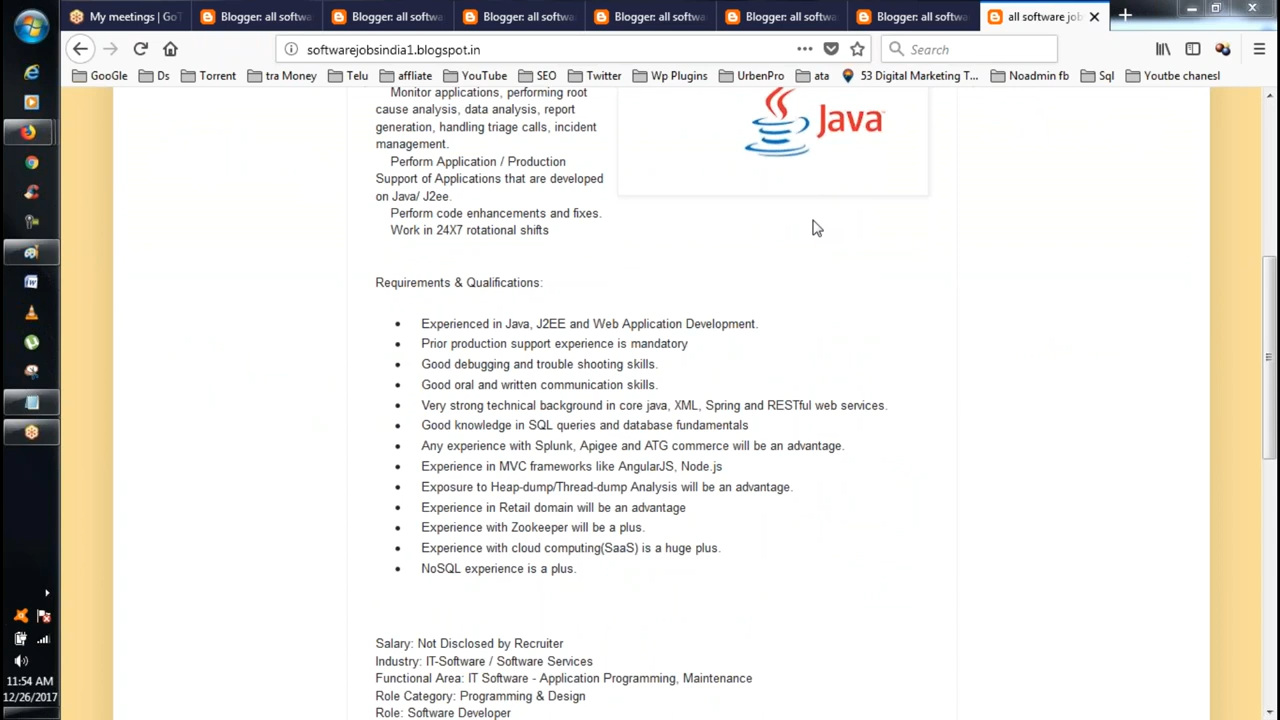 My meetings | GoT
Blogger: all softwa
Blogger: all softwa
Blogger: all softwa
Blogger: all softwa
Blogger: all softwa
Blogger: all softwa
all software job
softwarejobsindia1.blogspot.in
Search
GooGle
Ds
Torrent
tra Money
Telu
affliate
YouTube
SEO
Twitter
Wp Plugins
UrbenPro
ata
53 Digital Marketing T...
Noadmin fb
Sql
Youtbe chanesl
Monitor applications, performing root
cause analysis, data analysis, report
generation, handling triage calls, incident
management.
Perform Application / Production
Support of Applications that are developed
on Java/ J2ee.
Perform code enhancements and fixes.
Work in 24X7 rotational shifts
Java
Requirements & Qualifications:
• Experienced in Java, J2EE and Web Application Development.
• Prior production support experience is mandatory
• Good debugging and trouble shooting skills.
• Good oral and written communication skills.
• Very strong technical background in core java, XML, Spring and RESTful web services.
• Good knowledge in SQL queries and database fundamentals
• Any experience with Splunk, Apigee and ATG commerce will be an advantage.
• Experience in MVC frameworks like AngularJS, Node.js
• Exposure to Heap-dump/Thread-dump Analysis will be an advantage.
• Experience in Retail domain will be an advantage
• Experience with Zookeeper will be a plus.
• Experience with cloud computing(SaaS) is a huge plus.
• NoSQL experience is a plus.
Salary: Not Disclosed by Recruiter
Industry: IT-Software / Software Services
Functional Area: IT Software - Application Programming, Maintenance
Role Category: Programming & Design
Role: Software Developer
11:54 AM
12/26/2017